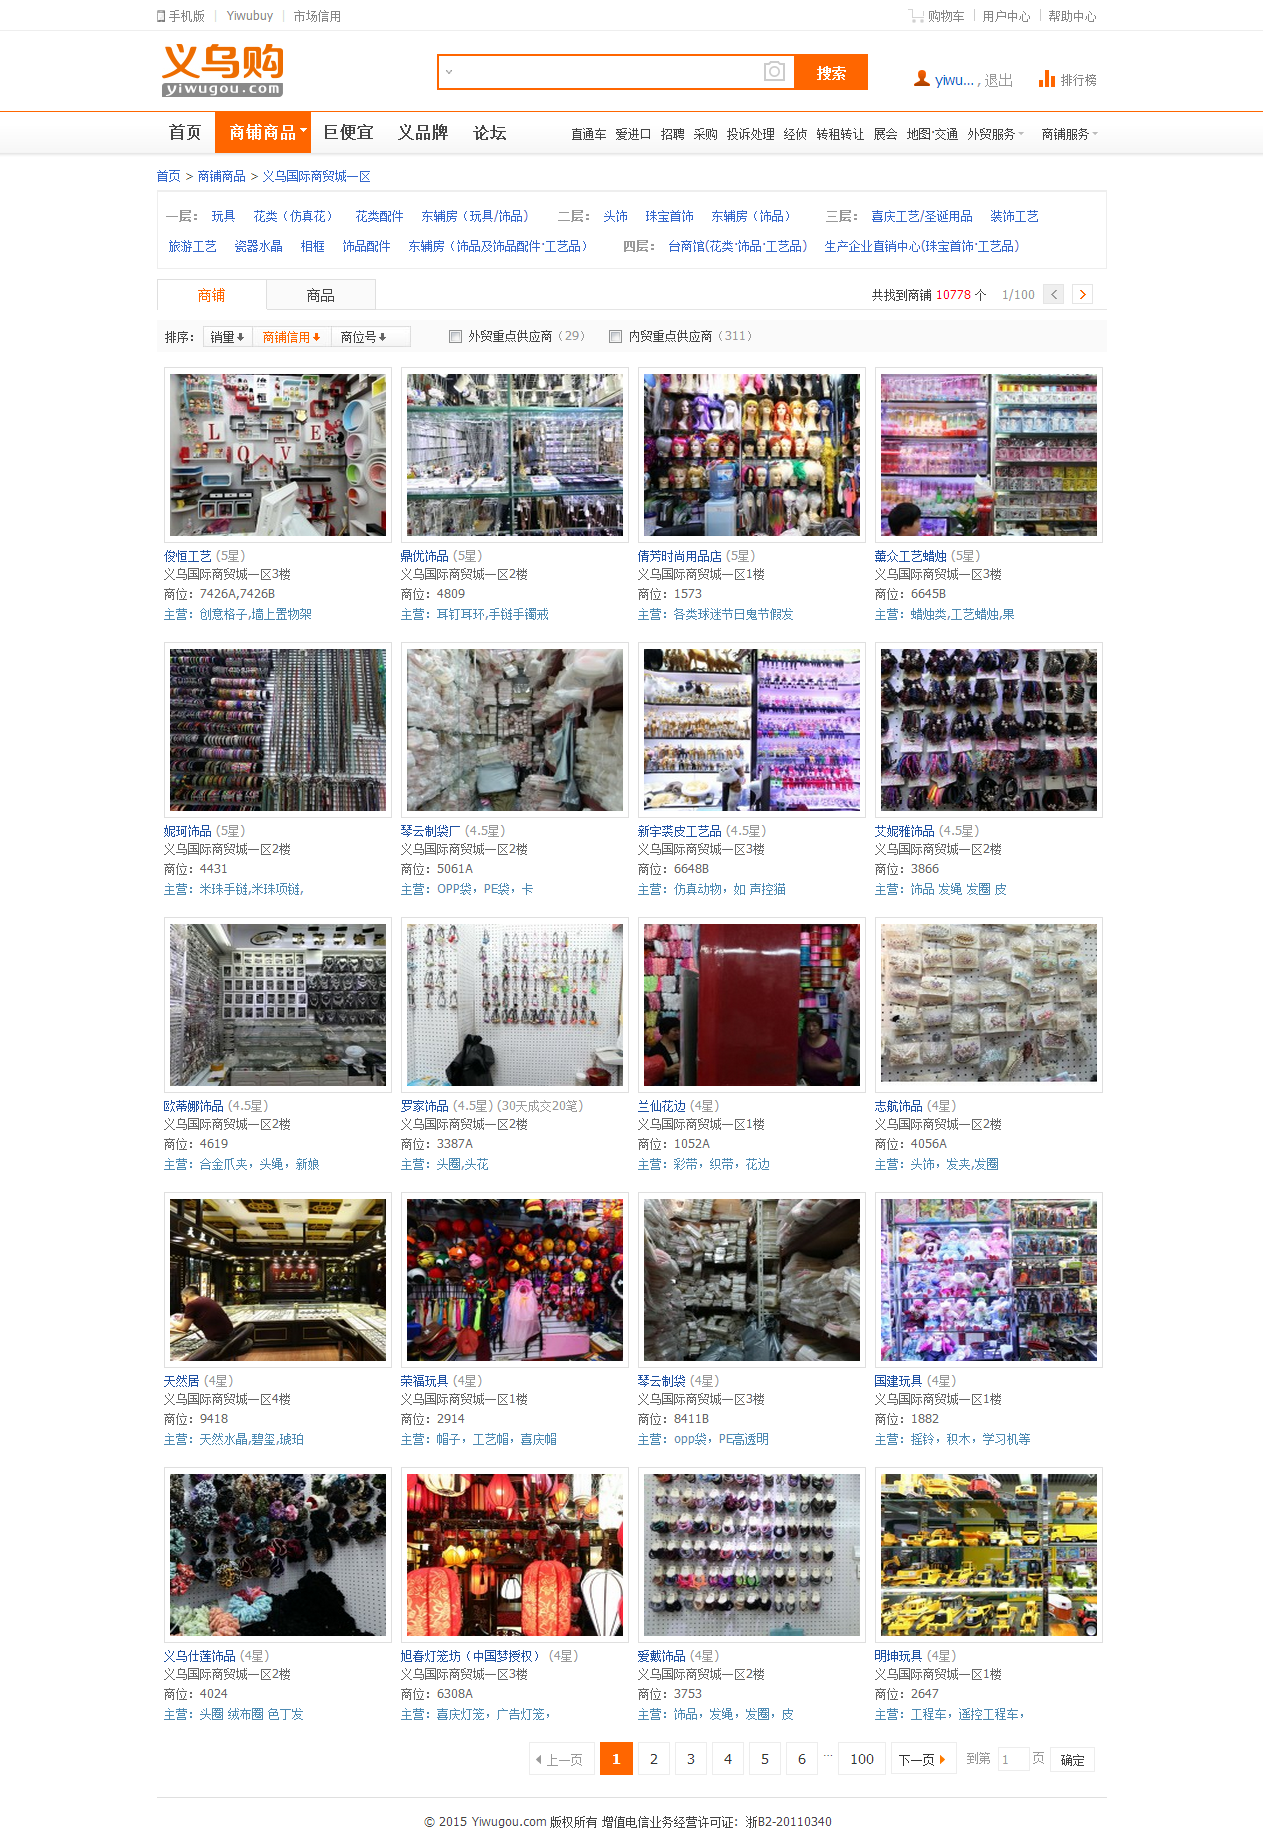 手机版 | Yiwubuy | 市场信用 购物车 | 用户中心 | 帮助中心
义乌购
yiwugou.com
搜索
yiwu... , 退出 排行榜
首页 商铺商品 巨便宜 义品牌 论坛 直通车 爱进口 招聘 采购 投诉处理 经侦 转租转让 展会 地图·交通 外贸服务 商铺服务
首页 > 商铺商品 > 义乌国际商贸城一区
一层： 玩具 花类（仿真花） 花类配件 东辅房（玩具/饰品） 二层： 头饰 珠宝首饰 东辅房（饰品） 三层： 喜庆工艺/圣诞用品 装饰工艺
旅游工艺 瓷器水晶 相框 饰品配件 东辅房（饰品及饰品配件·工艺品） 四层： 台商馆(花类·饰品·工艺品) 生产企业直销中心(珠宝首饰·工艺品)
商铺 商品 共找到商铺 10778 个 1/100 < >
排序： 销量 商铺信用 商位号 外贸重点供应商（29） 内贸重点供应商（311）
L O V E
俊恒工艺 (5星) 鼎优饰品 (5星) 倩芳时尚用品店 (5星) 薰众工艺蜡烛 (5星)
义乌国际商贸城一区3楼 义乌国际商贸城一区2楼 义乌国际商贸城一区1楼 义乌国际商贸城一区3楼
商位：7426A,7426B 商位：4809 商位：1573 商位：6645B
主营：创意格子,墙上置物架 主营：耳钉耳环,手链手镯戒 主营：各类球迷节日鬼节假发 主营：蜡烛类,工艺蜡烛,果
妮珂饰品 (5星) 琴云制袋厂 (4.5星) 新宇裘皮工艺品 (4.5星) 艾妮雅饰品 (4.5星)
义乌国际商贸城一区2楼 义乌国际商贸城一区2楼 义乌国际商贸城一区3楼 义乌国际商贸城一区2楼
商位：4431 商位：5061A 商位：6648B 商位：3866
主营：米珠手链,米珠项链, 主营：OPP袋，PE袋，卡 主营：仿真动物，如 声控猫 主营：饰品 发绳 发圈 皮
欧蒂娜饰品 (4.5星) 罗家饰品 (4.5星) (30天成交20笔) 兰仙花边 (4星) 志航饰品 (4星)
义乌国际商贸城一区2楼 义乌国际商贸城一区2楼 义乌国际商贸城一区1楼 义乌国际商贸城一区2楼
商位：4619 商位：3387A 商位：1052A 商位：4056A
主营：合金爪夹，头绳，新娘 主营：头圈,头花 主营：彩带，织带，花边 主营：头饰，发夹,发圈
天然居 (4星) 荣福玩具 (4星) 琴云制袋 (4星) 国建玩具 (4星)
义乌国际商贸城一区4楼 义乌国际商贸城一区1楼 义乌国际商贸城一区3楼 义乌国际商贸城一区1楼
商位：9418 商位：2914 商位：8411B 商位：1882
主营：天然水晶,碧玺,琥珀 主营：帽子，工艺帽，喜庆帽 主营：opp袋，PE高透明 主营：摇铃，积木，学习机等
义乌仕莲饰品 (4星) 旭春灯笼坊（中国梦授权） (4星) 爱戴饰品 (4星) 明坤玩具 (4星)
义乌国际商贸城一区2楼 义乌国际商贸城一区3楼 义乌国际商贸城一区2楼 义乌国际商贸城一区1楼
商位：4024 商位：6308A 商位：3753 商位：2647
主营：头圈 绒布圈 色丁发 主营：喜庆灯笼，广告灯笼， 主营：饰品，发绳，发圈，皮 主营：工程车，遥控工程车，
上一页 1 2 3 4 5 6 ... 100 下一页 到第 1 页 确定
© 2015 Yiwugou.com 版权所有 增值电信业务经营许可证：浙B2-20110340